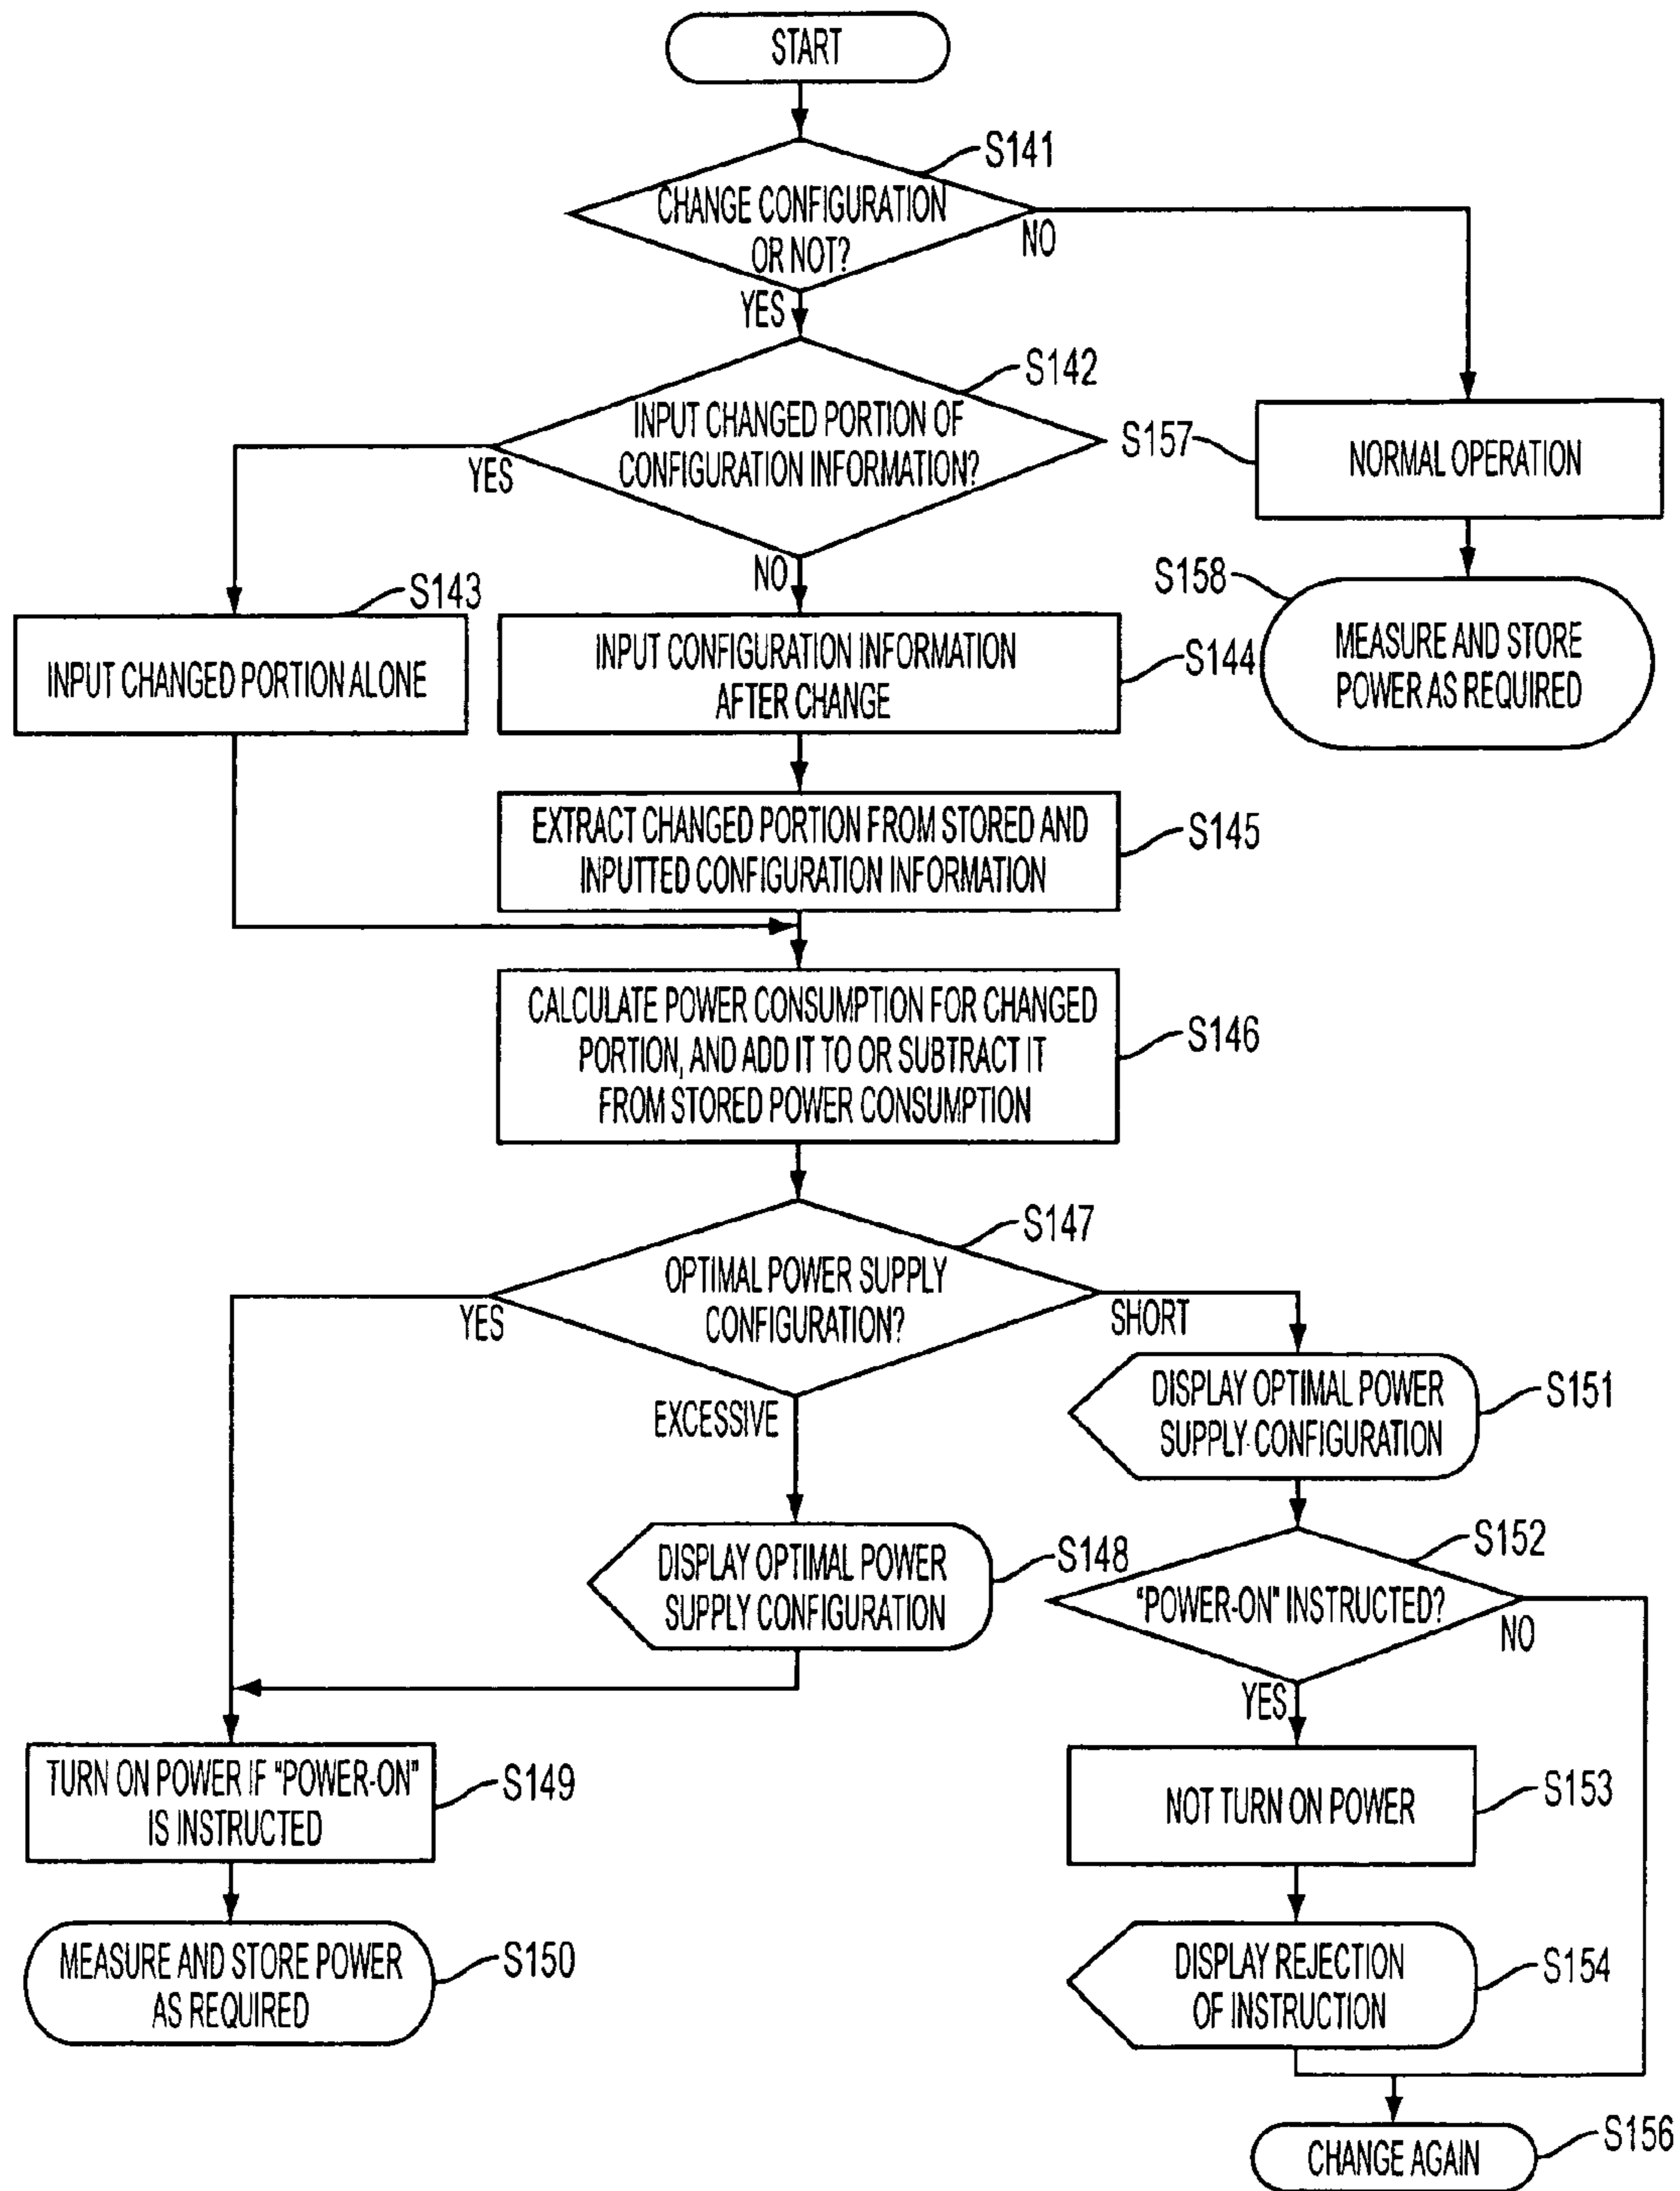 START
S141
CHANGE CONFIGURATION
OR NOT?
NO
YES
S142
INPUT CHANGED PORTION OF
CONFIGURATION INFORMATION?
YES
NO
S157
NORMAL OPERATION
S143
INPUT CHANGED PORTION ALONE
INPUT CONFIGURATION INFORMATION
AFTER CHANGE
S144
S158
MEASURE AND STORE
POWER AS REQUIRED
EXTRACT CHANGED PORTION FROM STORED AND
INPUTTED CONFIGURATION INFORMATION
S145
CALCULATE POWER CONSUMPTION FOR CHANGED
PORTION, AND ADD IT TO OR SUBTRACT IT
FROM STORED POWER CONSUMPTION
S146
S147
OPTIMAL POWER SUPPLY
CONFIGURATION?
YES
SHORT
EXCESSIVE
DISPLAY OPTIMAL POWER
SUPPLY CONFIGURATION
S151
DISPLAY OPTIMAL POWER
SUPPLY CONFIGURATION
S148
S152
"POWER-ON" INSTRUCTED?
NO
YES
TURN ON POWER IF "POWER-ON"
IS INSTRUCTED
S149
NOT TURN ON POWER
S153
MEASURE AND STORE POWER
AS REQUIRED
S150
DISPLAY REJECTION
OF INSTRUCTION
S154
CHANGE AGAIN
S156